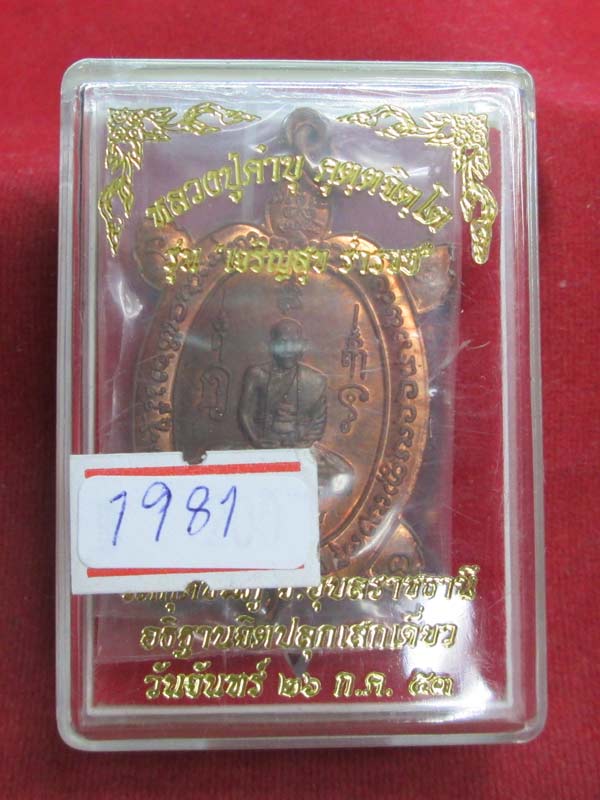 หลวงปู่คำบุ คุตฺตจิตฺโต
รุ่น "เจริญสุข ร่ำรวย"
1981
จ.อุบลราชธานี
อธิฐานจิตปลุกเสกเดี่ยว
วันจันทร์ ๒๖ ก.ค. ๕๓